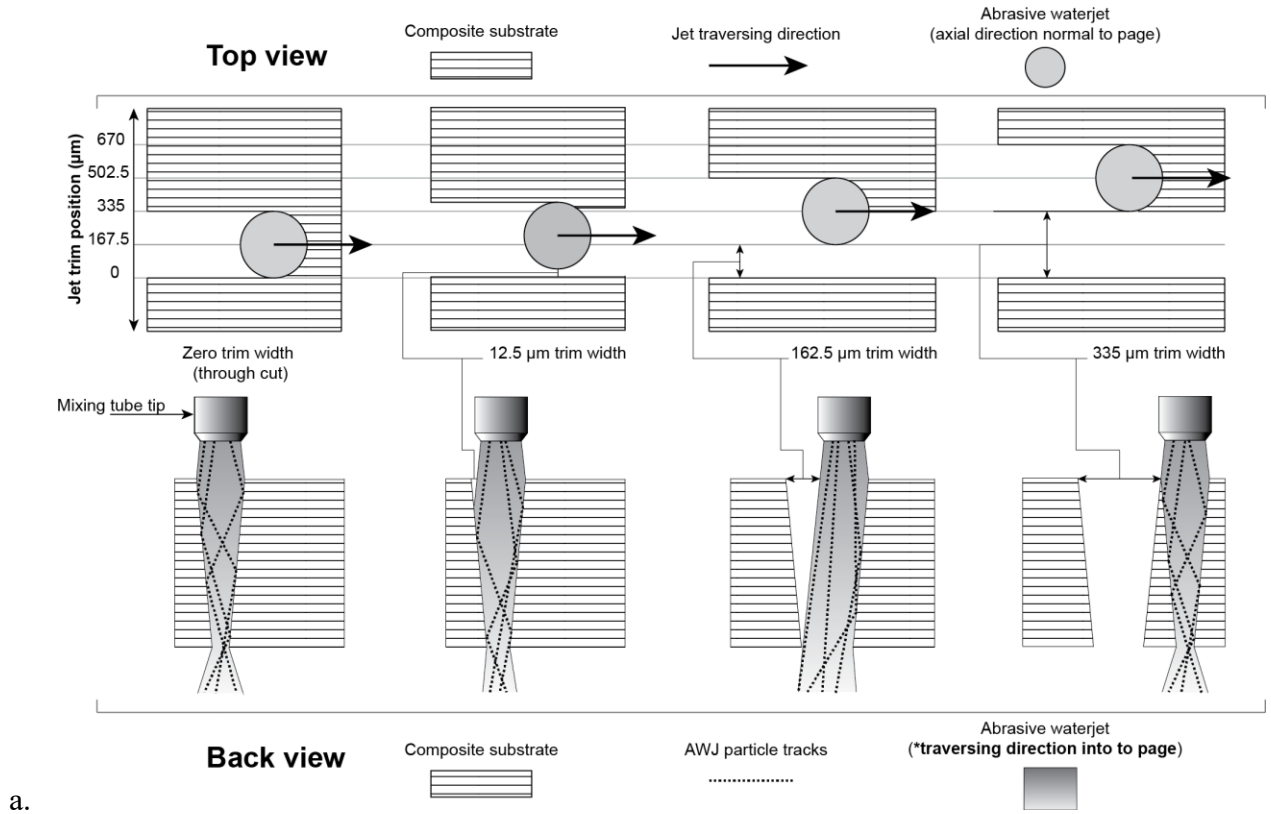 Top view
Composite substrate
Jet traversing direction
Abrasive waterjet
(axial direction normal to page)
Jet trim position (µm)
670
502.5
335
167.5
0
Zero trim width
(through cut)
12.5 µm trim width
162.5 µm trim width
335 µm trim width
Mixing tube tip
Back view
Composite substrate
AWJ particle tracks
Abrasive waterjet
(*traversing direction into to page)
a.